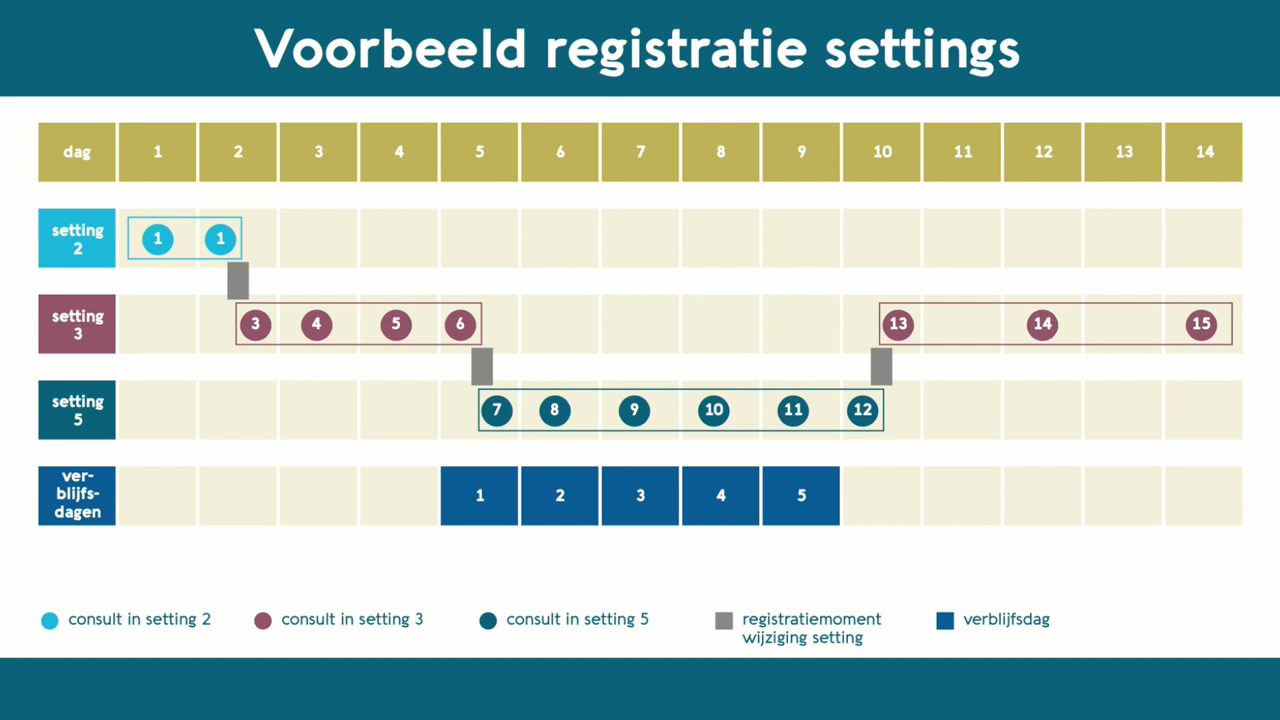 Voorbeeld registratie settings
dag 1 2 3 4 5 6 7 8 9 10 11 12 13 14
setting
2
1 1
setting
3
3 4 5 6 13 14 15
setting
5
7 8 9 10 11 12
ver-
blijfs-
dagen
1 2 3 4 5
consult in setting 2
consult in setting 3
consult in setting 5
registratiemoment
wijziging setting
verblijfsdag